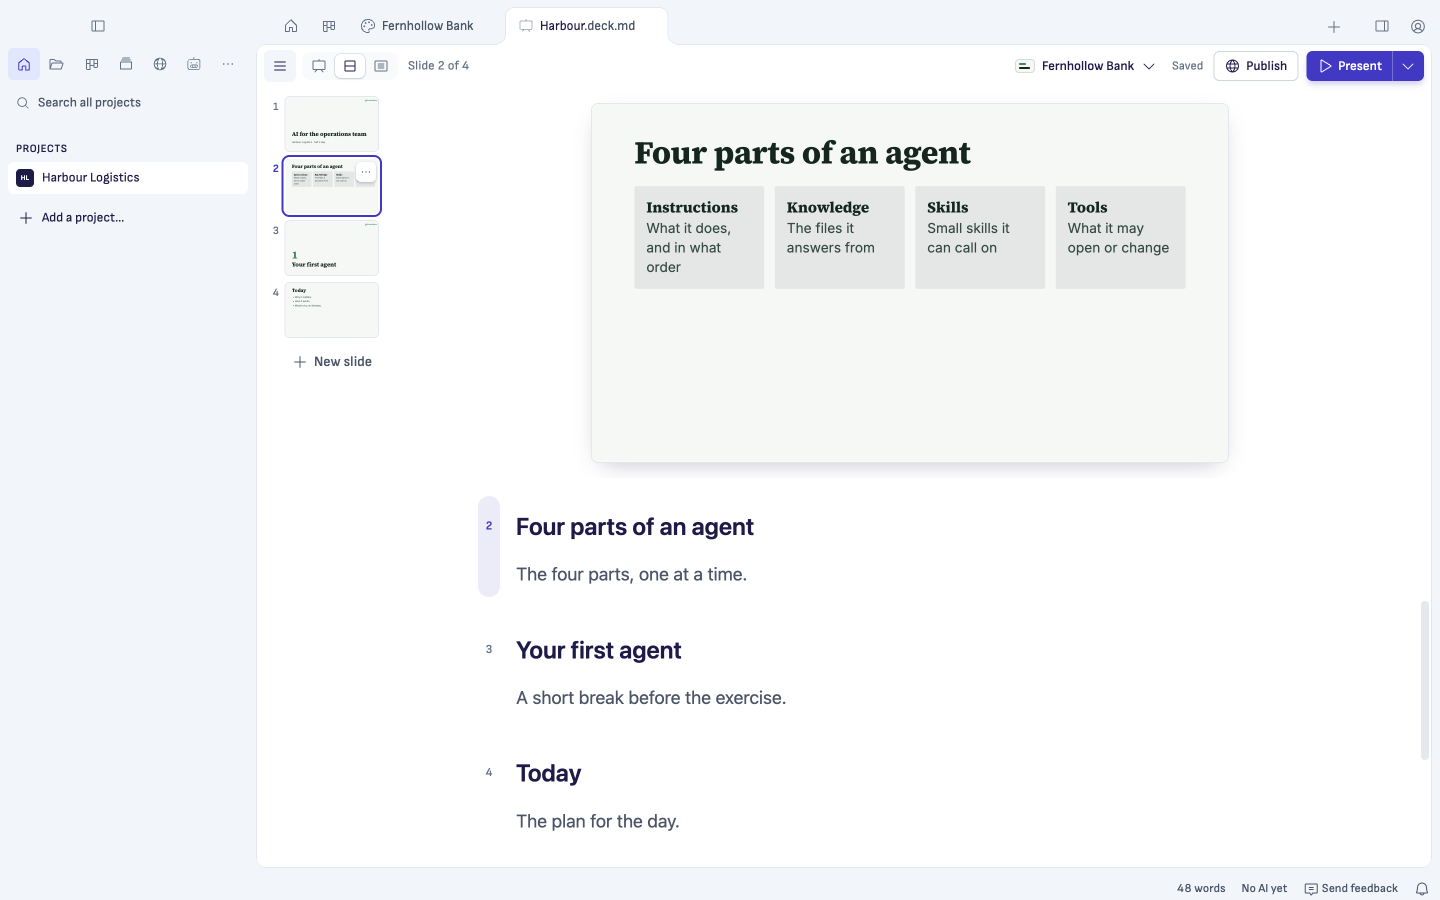 Fernhollow Bank
Harbour.deck.md
Slide 2 of 4
Fernhollow Bank
Saved
Publish
Present
Search all projects
PROJECTS
HL Harbour Logistics
Add a project...
1
AI for the operations team
2
Four parts of an agent
3
1
Your first agent
4
Today
New slide
Four parts of an agent
Instructions
What it does,
and in what
order
Knowledge
The files it
answers from
Skills
Small skills it
can call on
Tools
What it may
open or change
2
Four parts of an agent
The four parts, one at a time.
3
Your first agent
A short break before the exercise.
4
Today
The plan for the day.
48 words
No AI yet
Send feedback